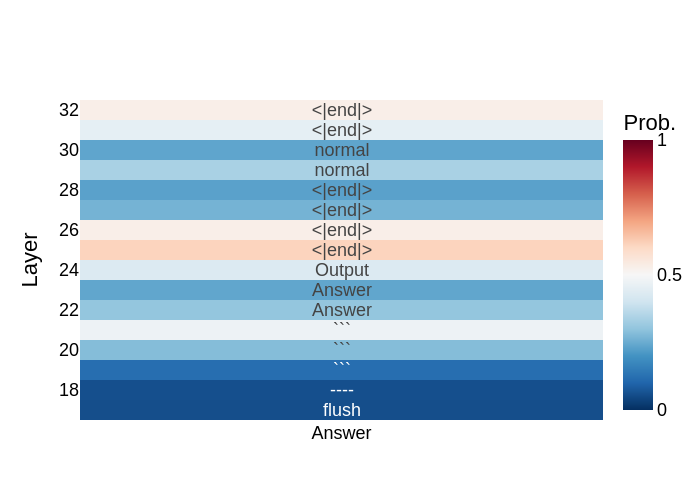 Prob.
32 <|end|> 1
<|end|>
30 normal
normal
28 <|end|>
<|end|>
26 <|end|>
<|end|>
24 Output 0.5
Answer
22 Answer
```
20 ```
```
18 ----
flush 0
Answer
Layer